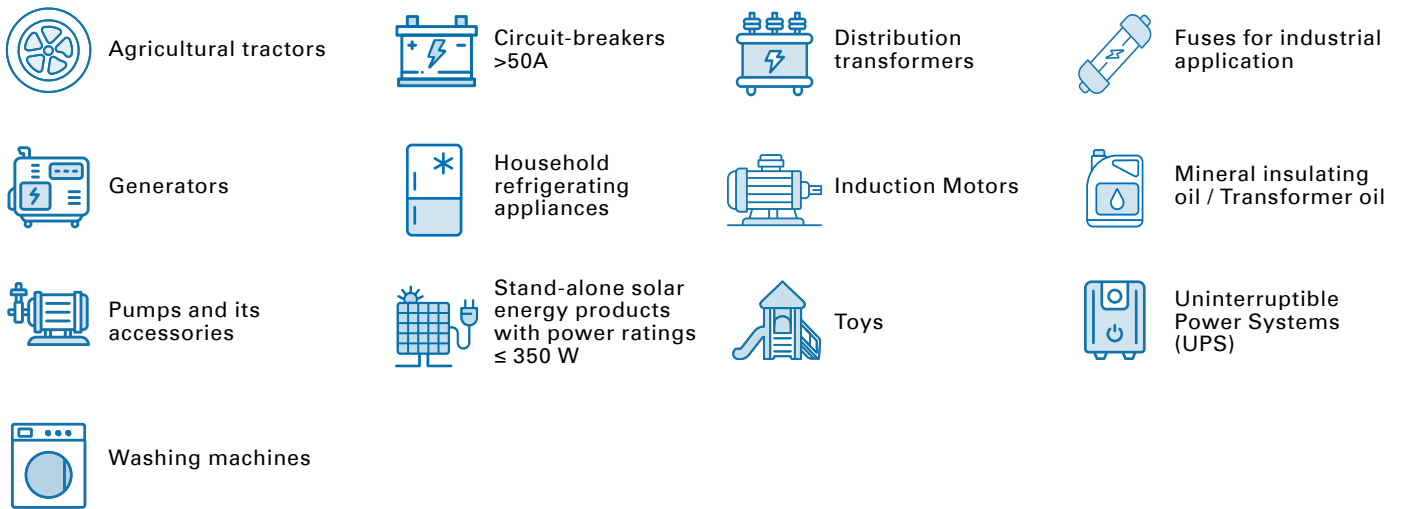 Agricultural tractors
Circuit-breakers
>50A
Distribution
transformers
Fuses for industrial
application
Generators
Household
refrigerating
appliances
Induction Motors
Mineral insulating
oil / Transformer oil
Pumps and its
accessories
Stand-alone solar
energy products
with power ratings
≤ 350 W
Toys
Uninterruptible
Power Systems
(UPS)
Washing machines